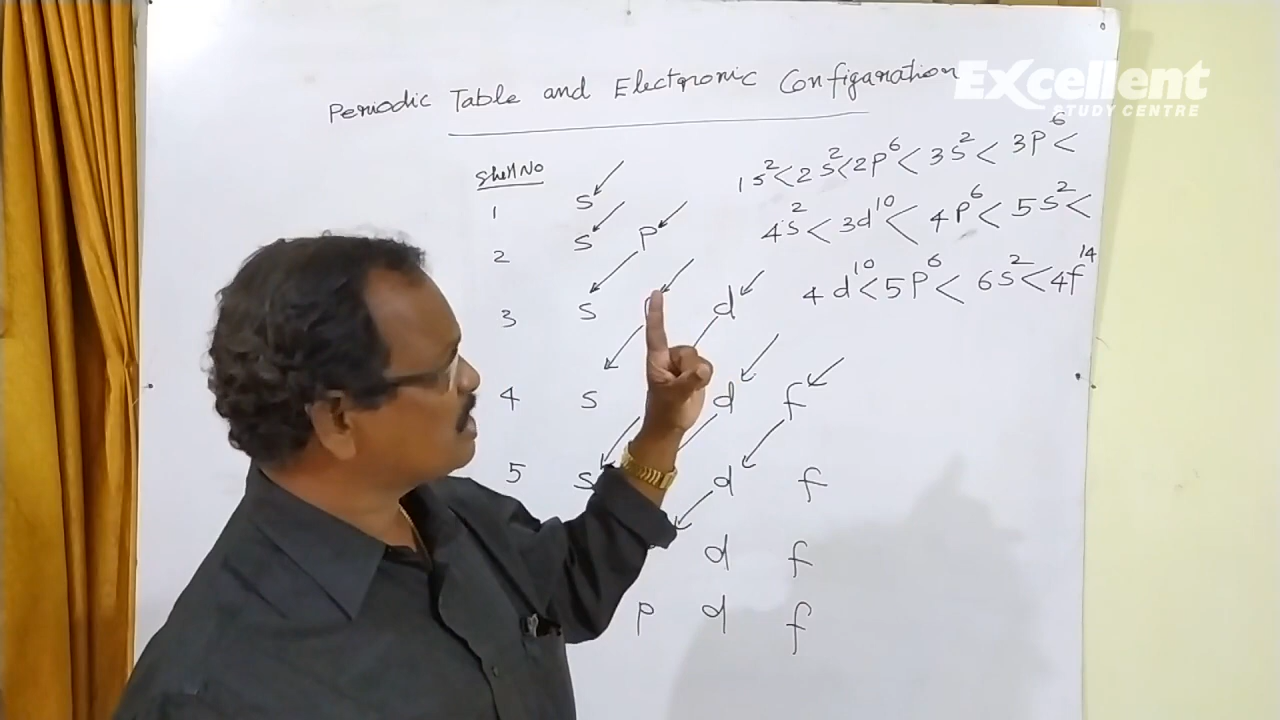 Periodic Table and Electronic Configaration
Excellent
STUDY CENTRE
Shell No
1 s
2 s p
3 s d
4 s d f
5 s d f
d f
p d f
1s² < 2s² < 2p⁶ < 3s² < 3p⁶ <
4s² < 3d¹⁰ < 4p⁶ < 5s² <
4d¹⁰ < 5p⁶ < 6s² < 4f¹⁴